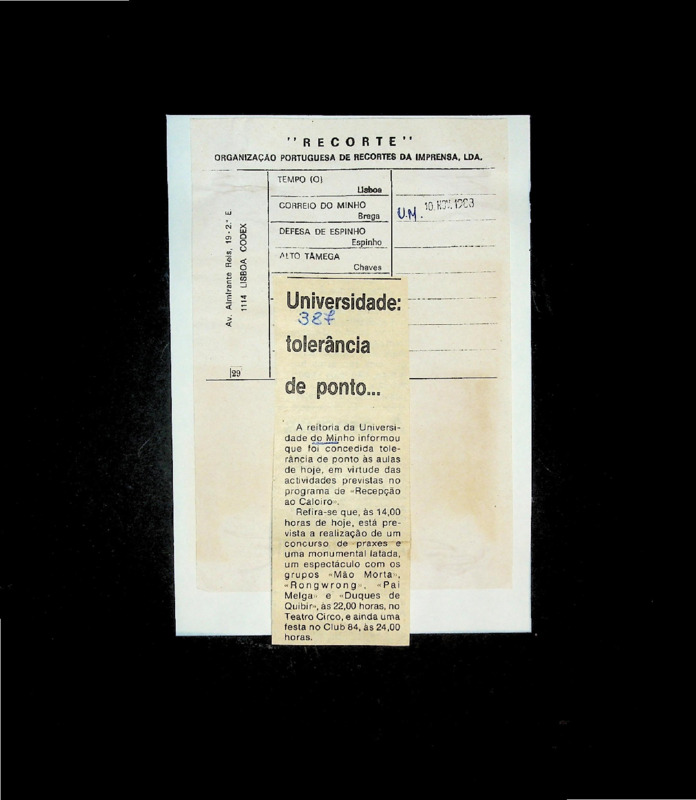 "RECORTE"
ORGANIZAÇÃO PORTUGUESA DE RECORTES DA IMPRENSA, LDA.
Av. Almirante Reis, 19-2.º E.
1114 LISBOA CODEX
29
TEMPO (O)
Lisboa
CORREIO DO MINHO
Braga
U.M.
DEFESA DE ESPINHO
Espinho
ALTO TÂMEGA
Chaves
Universidade:
387
tolerância
de ponto...
A reitoria da Universi-
dade do Minho informou
que foi concedida tole-
rância de ponto às aulas
de hoje, em virtude das
actividades previstas no
programa de «Recepção
ao Caloiro».
Refira-se que, às 14,00
horas de hoje, está pre-
vista a realização de um
concurso de praxes e
uma monumental latada,
um espectáculo com os
grupos «Mão Morta»,
«Rongwrong», «Pai
Melga» e «Duques de
Quibir», às 22,00 horas, no
Teatro Circo, e ainda uma
festa no Club 84, às 24,00
horas.